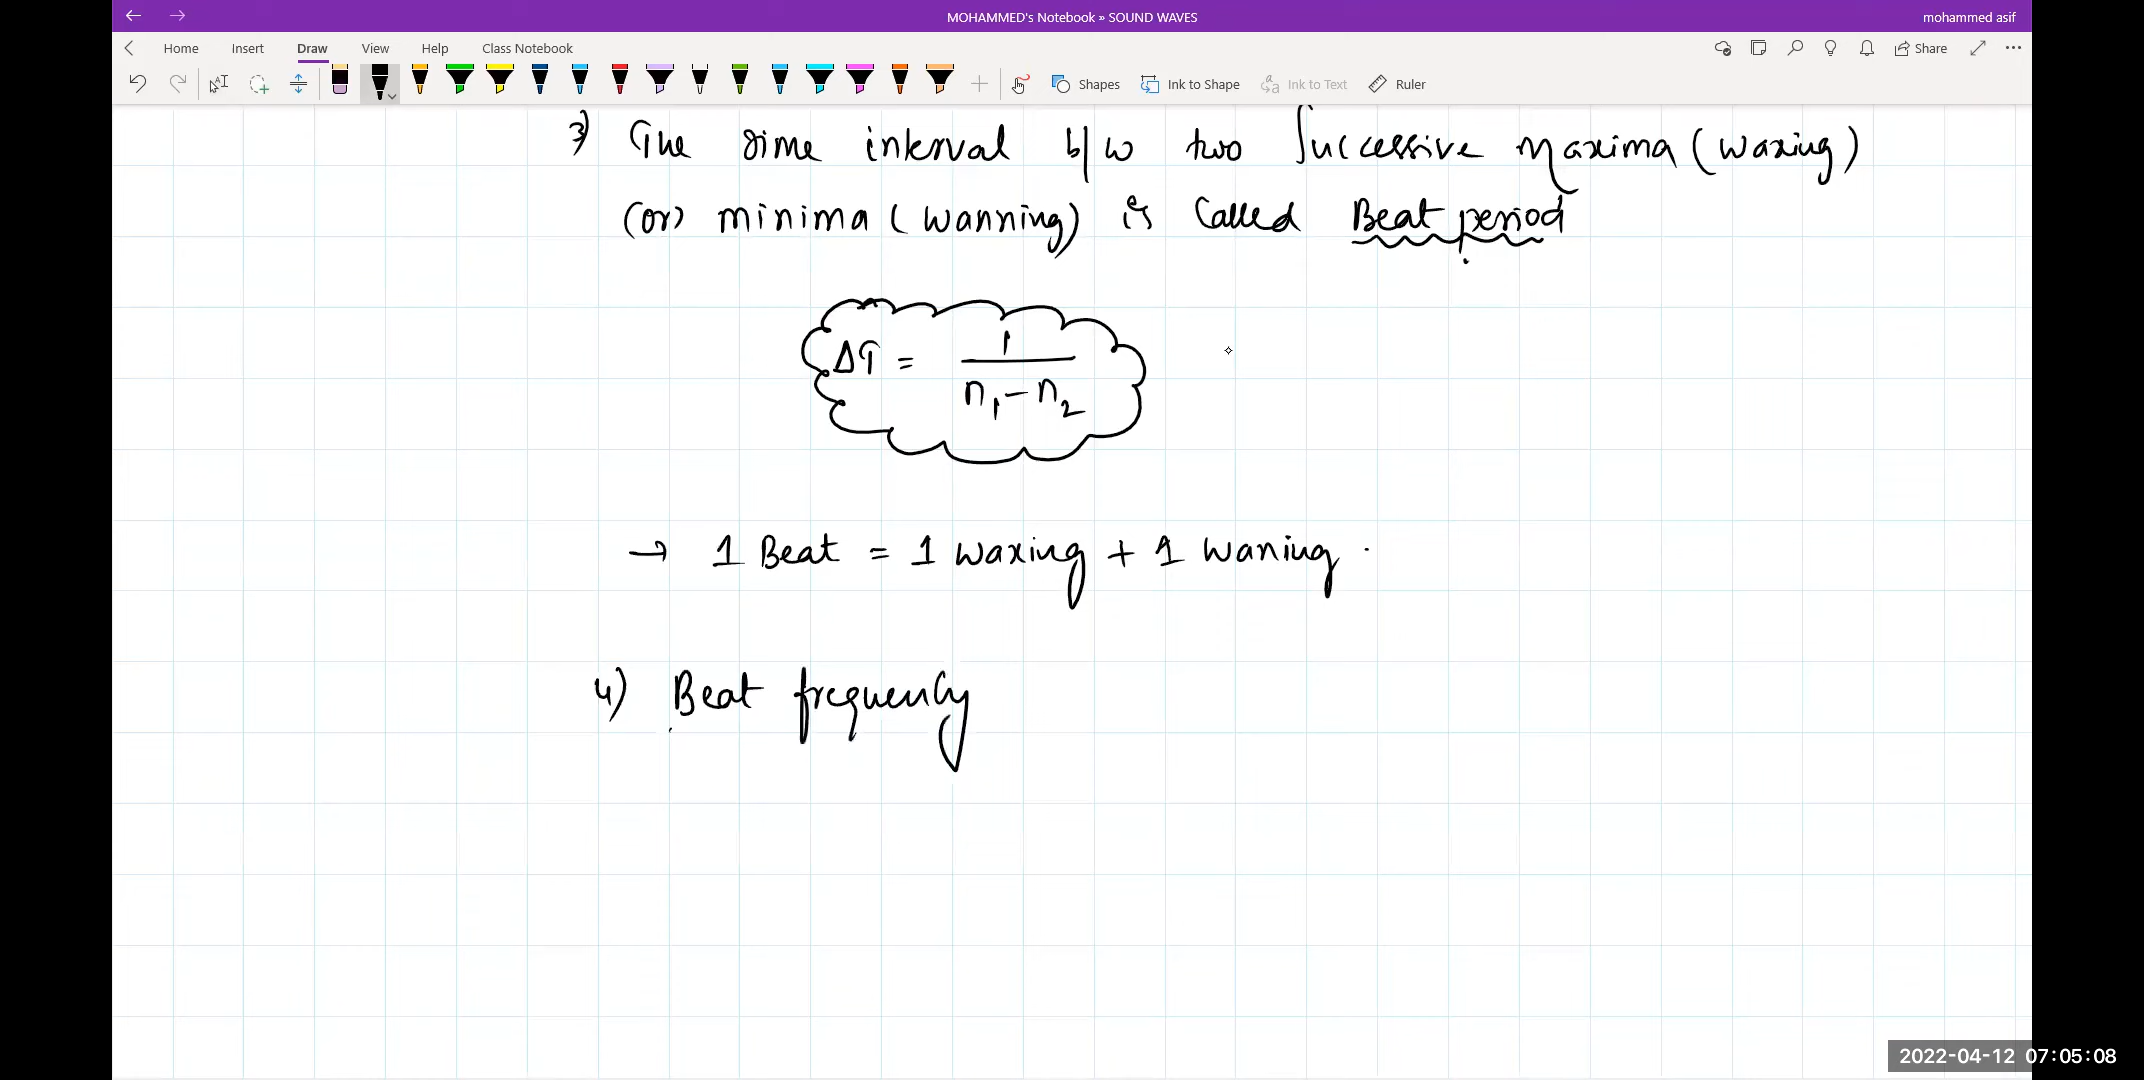 MOHAMMED's Notebook » SOUND WAVES
mohammed asif
Home Insert Draw View Help Class Notebook
Share
Shapes Ink to Shape Ink to Text Ruler
3) The time interval b/w two successive maxima (waxing)
(or) minima (wanning) is called Beat period
ΔT = 1 / (n₁ - n₂)
→ 1 Beat = 1 waxing + 1 waning.
4) Beat frequency
2022-04-12 07:05:08